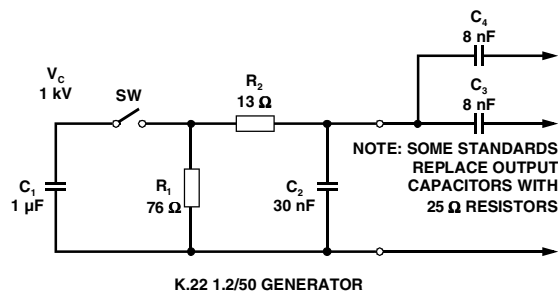 C4
8 nF
VC
1 kV
SW
R2
13 Ω
C3
8 nF
NOTE: SOME STANDARDS
REPLACE OUTPUT
CAPACITORS WITH
25 Ω RESISTORS
C1
1 µF
R1
76 Ω
C2
30 nF
K.22 1.2/50 GENERATOR